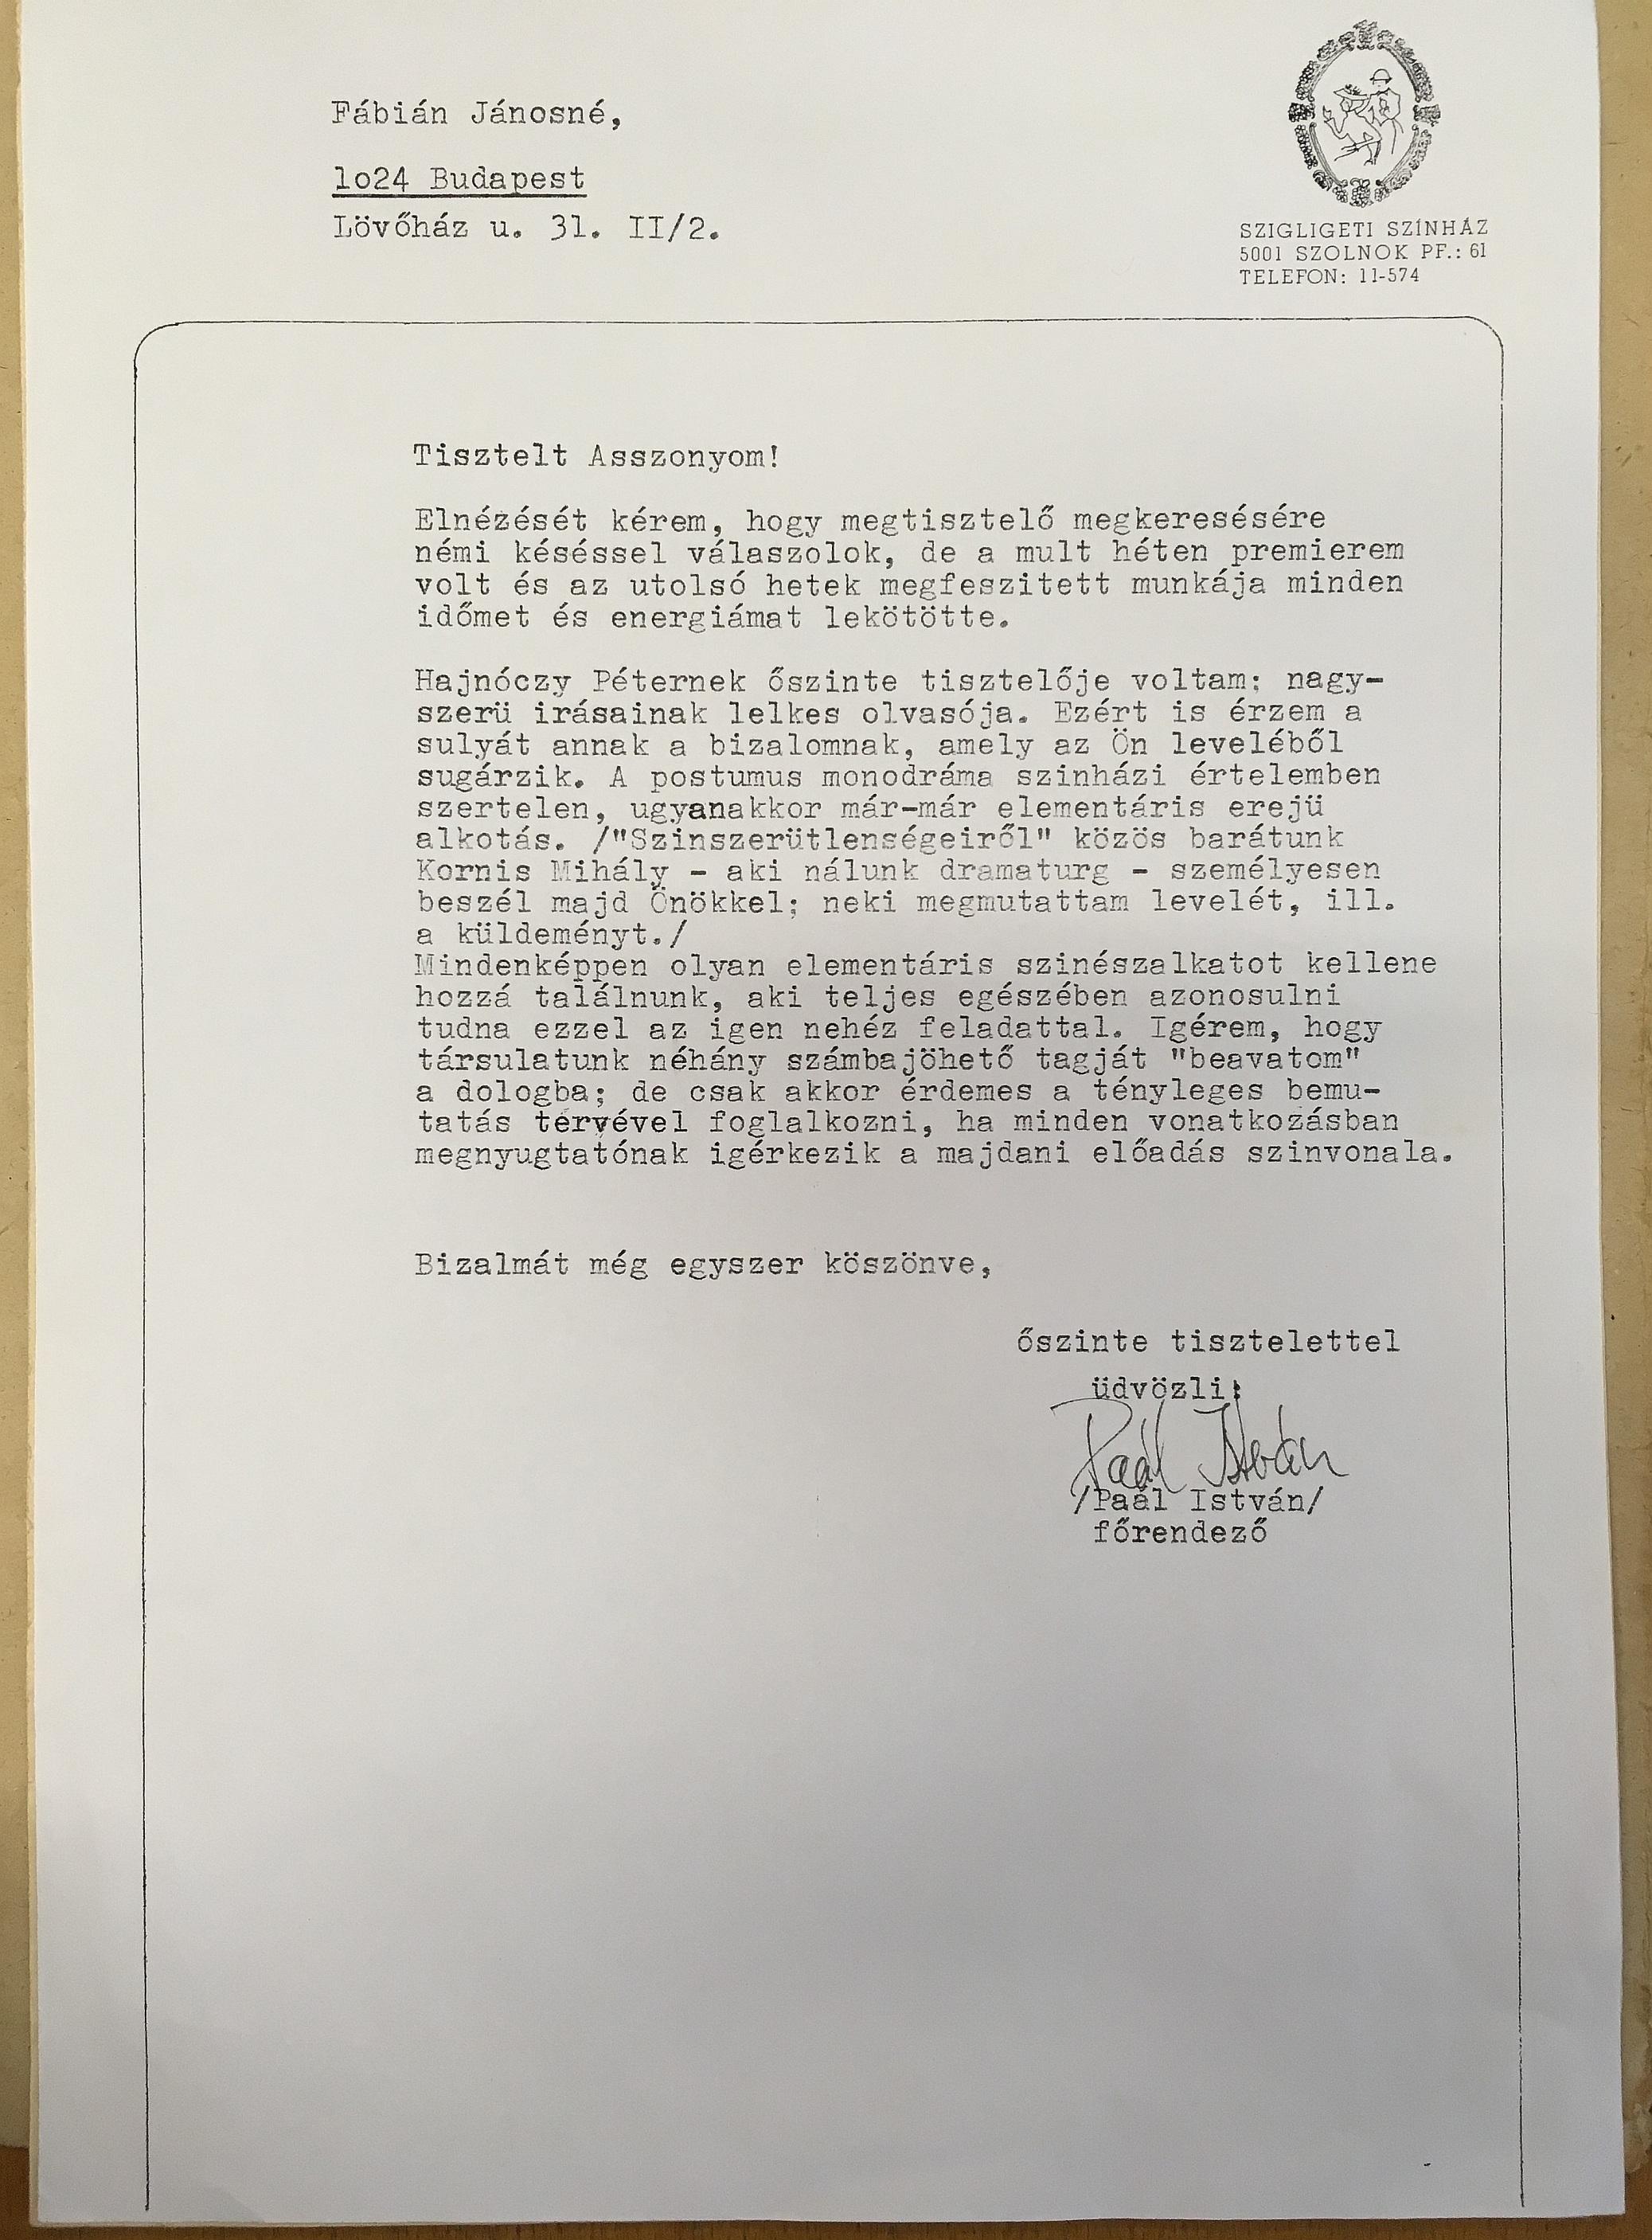 Fábián Jánosné,
lo24 Budapest
Lövőház u. 31. II/2.
SZIGLIGETI SZÍNHÁZ
5001 SZOLNOK PF.: 61
TELEFON: 11-574
Tisztelt Asszonyom!
Elnézését kérem, hogy megtisztelő megkeresésére
némi késéssel válaszolok, de a mult héten premierem
volt és az utolsó hetek megfeszitett munkája minden
időmet és energiámat lekötötte.
Hajnóczy Péternek őszinte tisztelője voltam; nagy-
szerü irásainak lelkes olvasója. Ezért is érzem a
sulyát annak a bizalomnak, amely az Ön leveléből
sugárzik. A postumus monodráma szinházi értelemben
szertelen, ugyanakkor már-már elementáris erejü
alkotás. /"Szinszerütlenségeiről" közös barátunk
Kornis Mihály - aki nálunk dramaturg - személyesen
beszél majd Önökkel; neki megmutattam levelét, ill.
a küldeményt./
Mindenképpen olyan elementáris szinészalkatot kellene
hozzá találnunk, aki teljes egészében azonosulni
tudna ezzel az igen nehéz feladattal. Igérem, hogy
társulatunk néhány számbajöhető tagját "beavatom"
a dologba; de csak akkor érdemes a tényleges bemu-
tatás tervével foglalkozni, ha minden vonatkozásban
megnyugtatónak igérkezik a majdani előadás szinvonala.
Bizalmát még egyszer köszönve,
őszinte tisztelettel
üdvözli:
Paál István
/Paál István/
főrendező